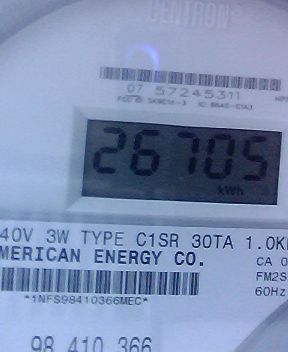 CENTRON
07 57245311
26705
kWh
40V 3W TYPE C1SR 30TA 1.0K
MERICAN ENERGY CO.
CA 0
FM2S
60Hz
*1NFS98410366MEC*
98 410 366